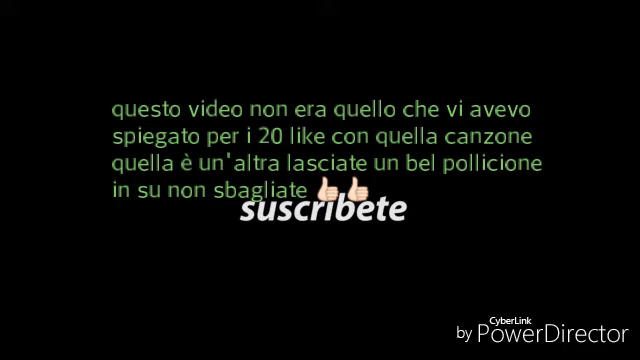 questo video non era quello che vi avevo
spiegato per i 20 like con quella canzone
quella è un'altra lasciate un bel pollicione
in su non sbagliate 👍🏻👍🏻
suscribete
CyberLink
by PowerDirector